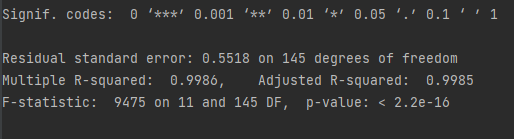 Signif. codes:  0 ‘***’ 0.001 ‘**’ 0.01 ‘*’ 0.05 ‘.’ 0.1 ‘ ’ 1
Residual standard error: 0.5518 on 145 degrees of freedom
Multiple R-squared:  0.9986,	Adjusted R-squared:  0.9985
F-statistic:  9475 on 11 and 145 DF,  p-value: < 2.2e-16